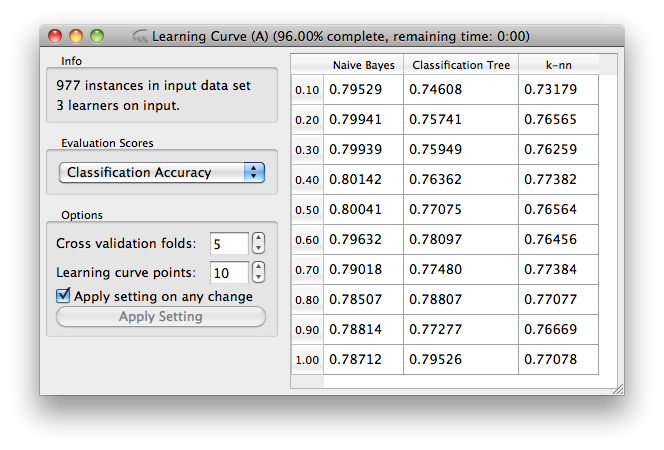 Learning Curve (A) (96.00% complete, remaining time: 0:00)
Info
977 instances in input data set
3 learners on input.
Evaluation Scores
Classification Accuracy
Options
Cross validation folds: 5
Learning curve points: 10
Apply setting on any change
Apply Setting
Naive Bayes Classification Tree k-nn
0.10 0.79529 0.74608 0.73179
0.20 0.79941 0.75741 0.76565
0.30 0.79939 0.75949 0.76259
0.40 0.80142 0.76362 0.77382
0.50 0.80041 0.77075 0.76564
0.60 0.79632 0.78097 0.76456
0.70 0.79018 0.77480 0.77384
0.80 0.78507 0.78807 0.77077
0.90 0.78814 0.77277 0.76669
1.00 0.78712 0.79526 0.77078